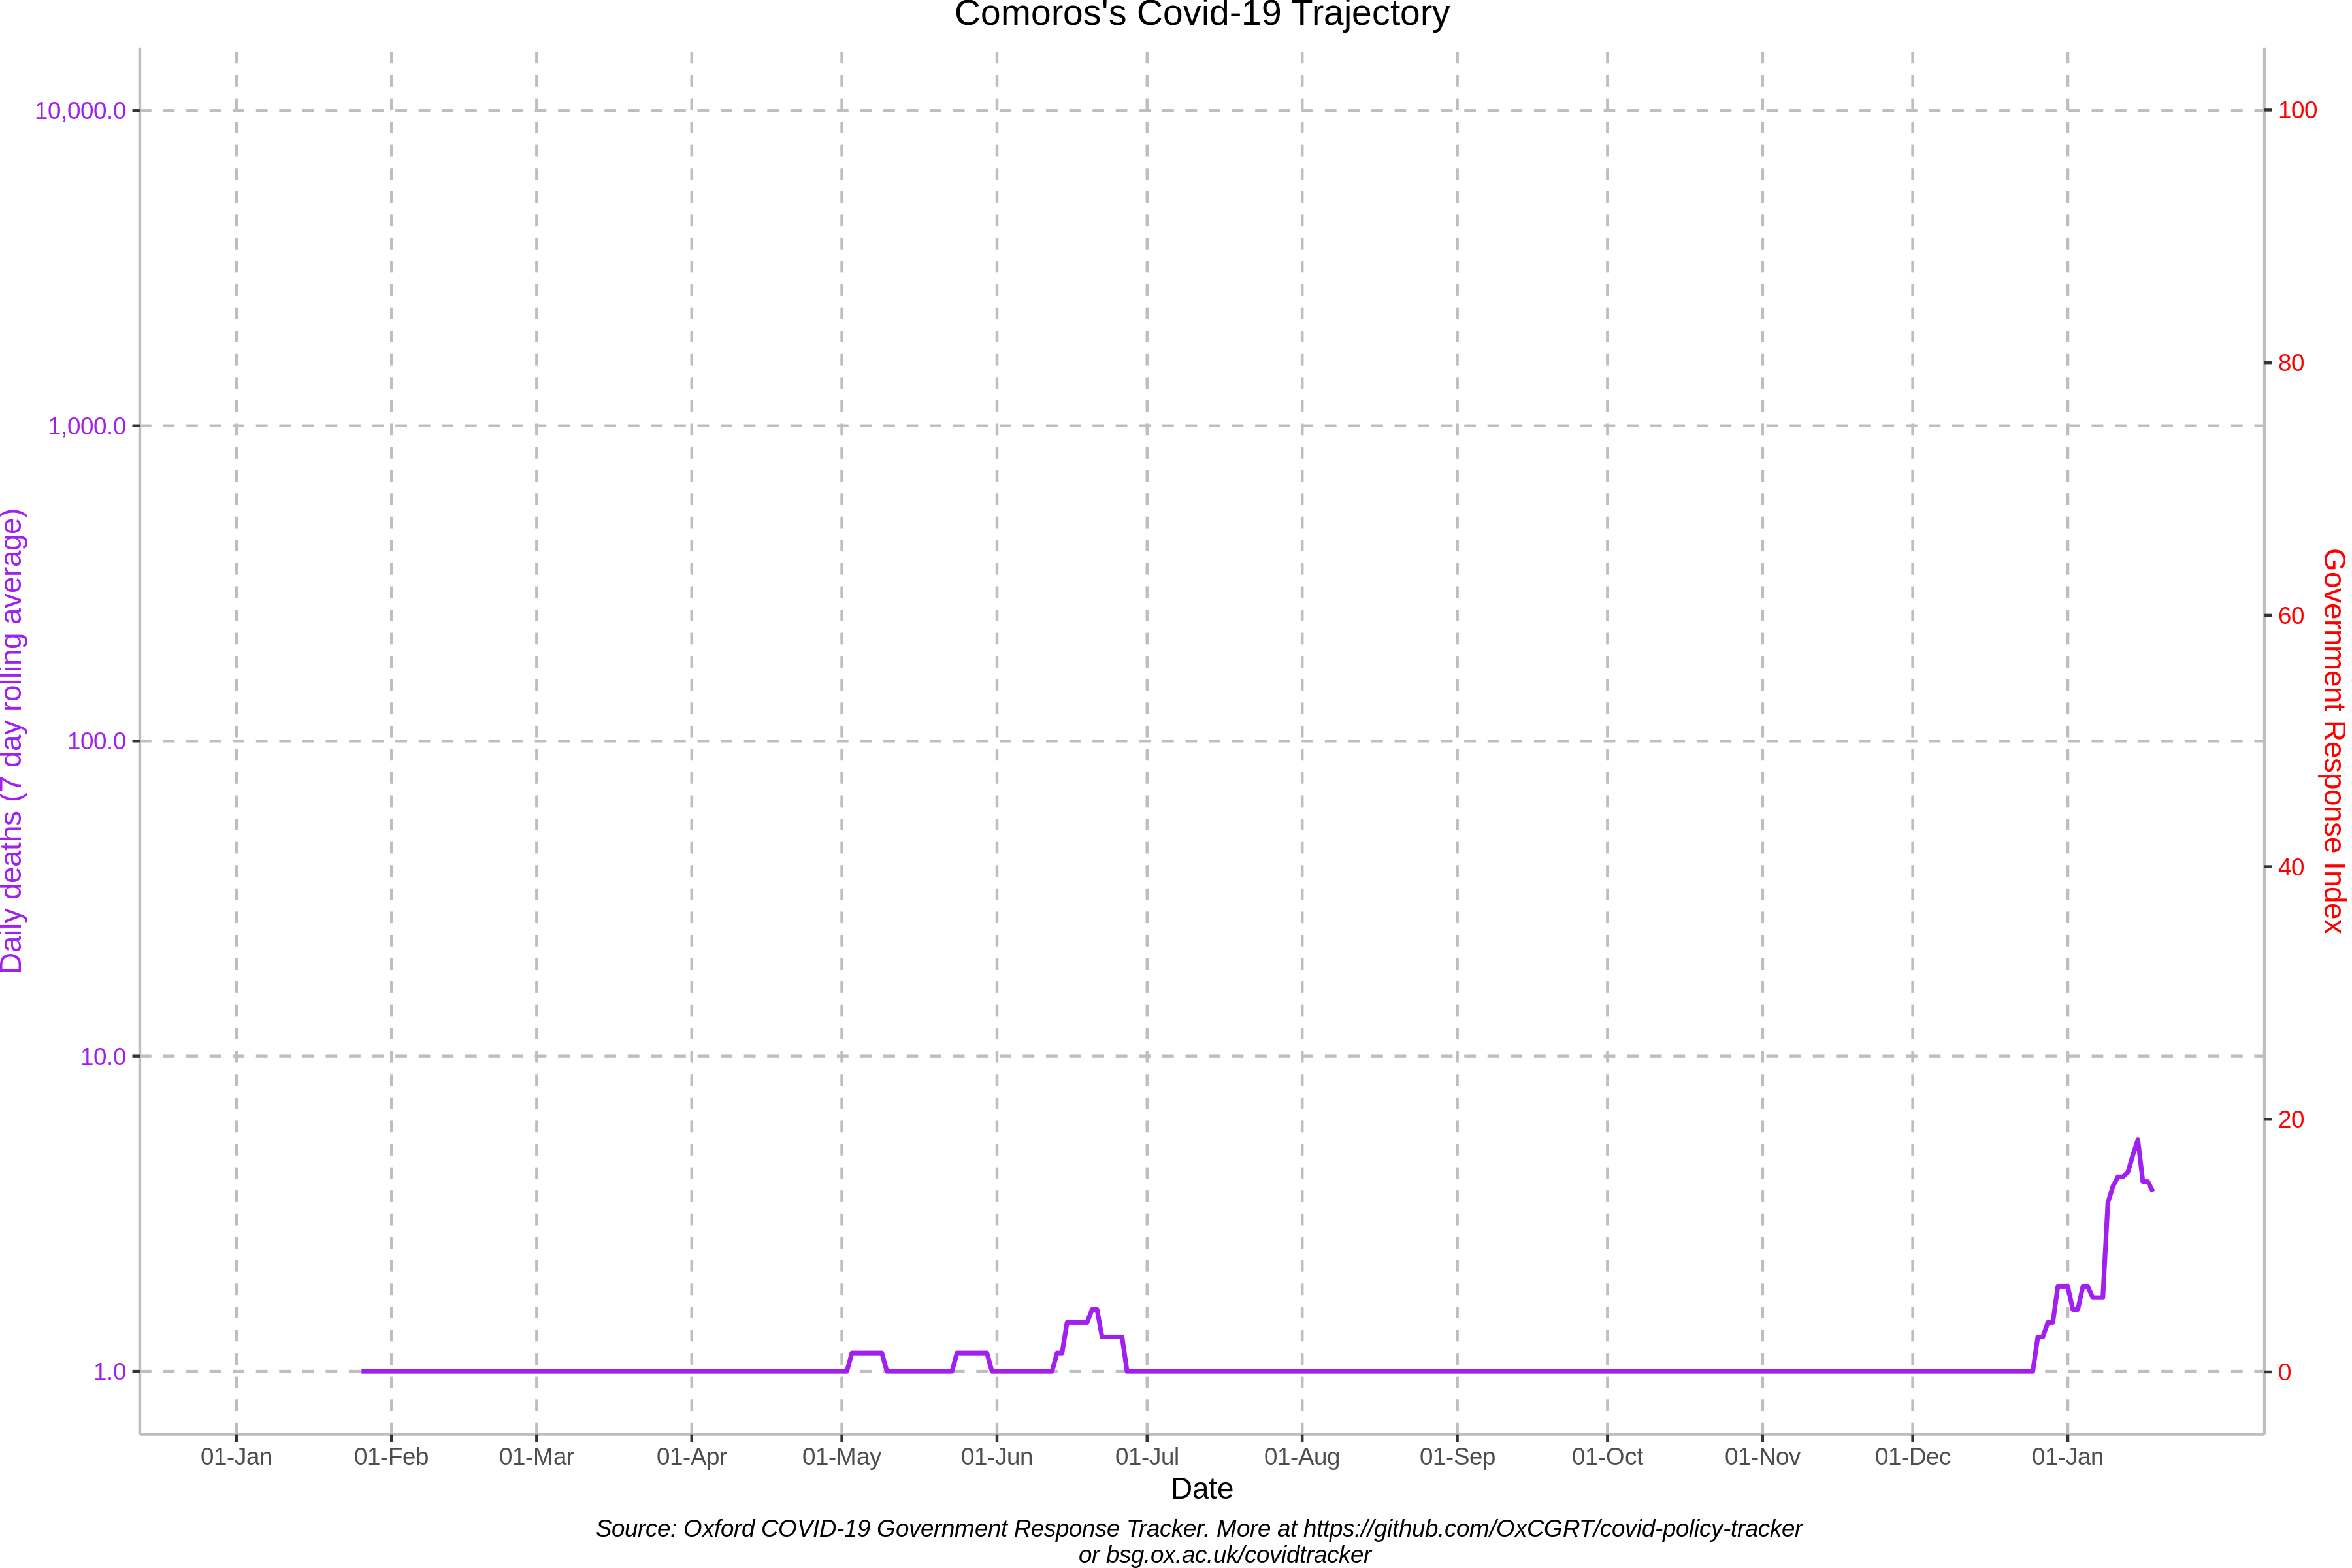 Comoros's Covid-19 Trajectory
10,000.0
1,000.0
100.0
10.0
1.0
Daily deaths (7 day rolling average)
100
80
60
40
20
0
Government Response Index
01-Jan 01-Feb 01-Mar 01-Apr 01-May 01-Jun 01-Jul 01-Aug 01-Sep 01-Oct 01-Nov 01-Dec 01-Jan
Date
Source: Oxford COVID-19 Government Response Tracker. More at https://github.com/OxCGRT/covid-policy-tracker
or bsg.ox.ac.uk/covidtracker